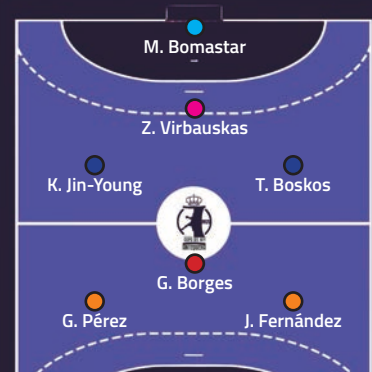 M. Bomastar
Z. Virbauskas
K. Jin-Young
T. Boskos
G. Borges
G. Pérez
J. Fernández